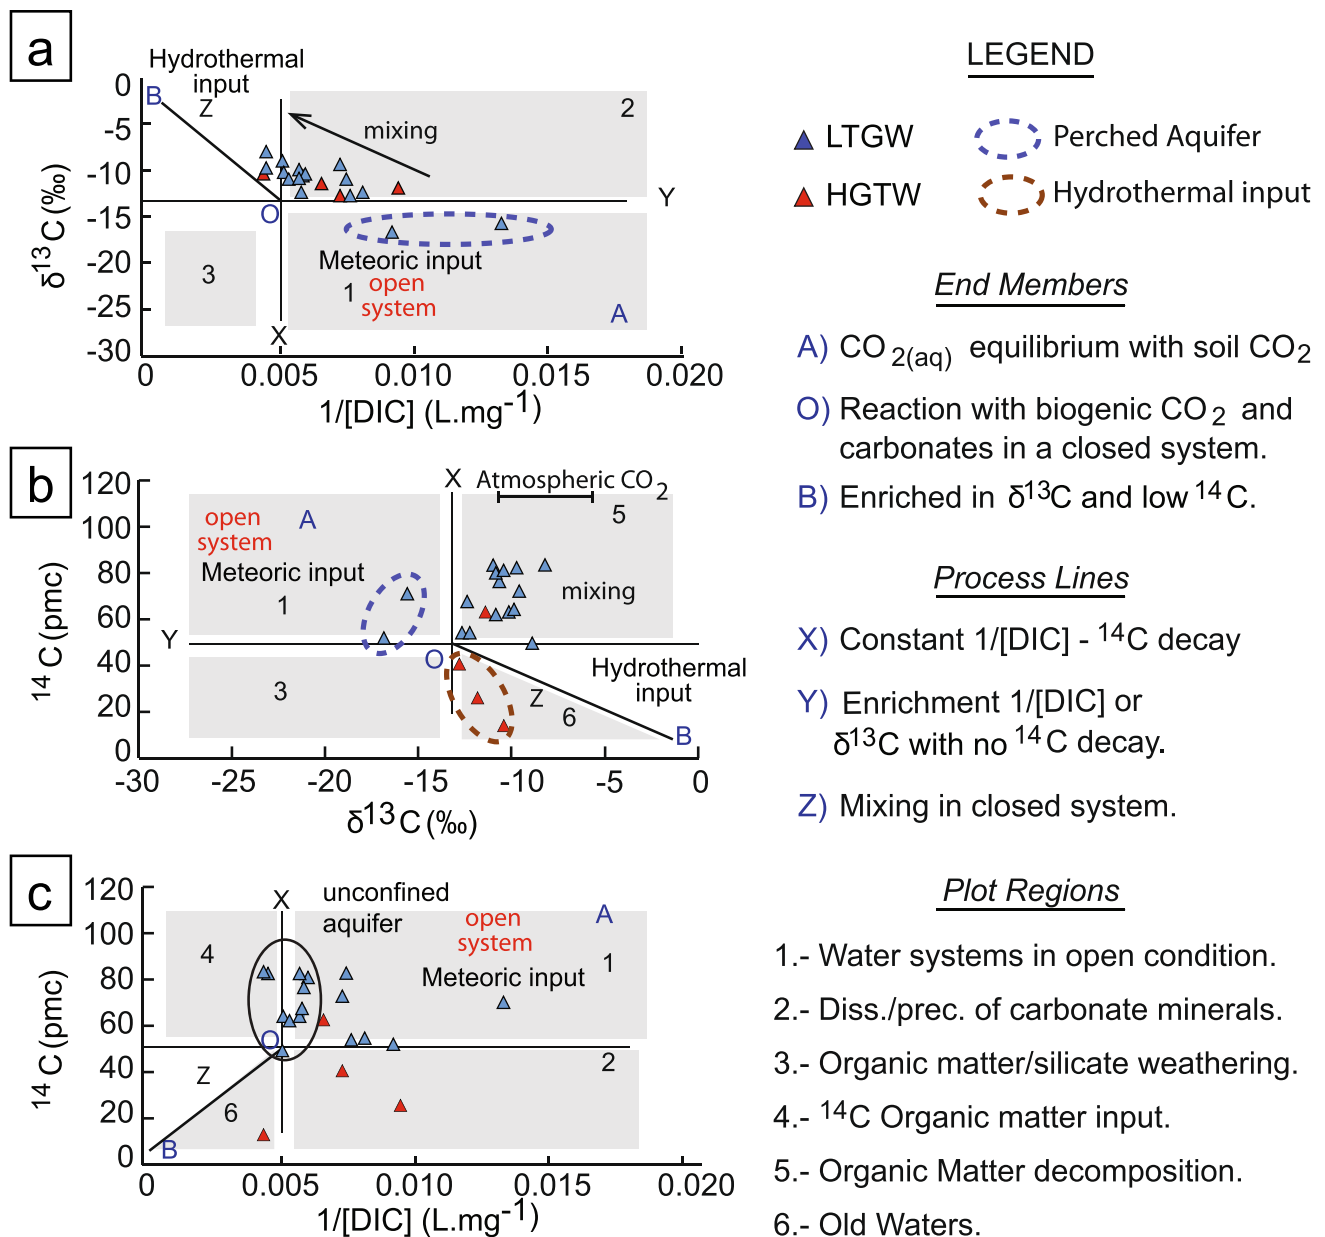 a
Hydrothermal
input
B
Z
mixing
2
0
-5
-10
-15
-20
-25
-30
δ13C (‰)
Y
O
Meteoric input
1 open
system
3
A
X
0
0.005
0.010
0.015
0.020
1/[DIC] (L.mg-1)
b
X
Atmospheric CO2
120
100
80
60
40
20
0
14C (pmc)
open
system
A
Meteoric input
1
5
mixing
Y
O
3
Hydrothermal
input
Z
6
B
-30
-25
-20
-15
-10
-5
0
δ13C (‰)
c
X
unconfined
aquifer
120
100
80
60
40
20
0
14C (pmc)
4
open
system
A
1
Meteoric input
O
2
Z
6
B
0
0.005
0.010
0.015
0.020
1/[DIC] (L.mg-1)
LEGEND
LTGW
Perched Aquifer
HGTW
Hydrothermal input
End Members
A) CO2(aq) equilibrium with soil CO2
O) Reaction with biogenic CO2 and
carbonates in a closed system.
B) Enriched in δ13C and low 14C.
Process Lines
X) Constant 1/[DIC] - 14C decay
Y) Enrichment 1/[DIC] or
δ13C with no 14C decay.
Z) Mixing in closed system.
Plot Regions
1.- Water systems in open condition.
2.- Diss./prec. of carbonate minerals.
3.- Organic matter/silicate weathering.
4.- 14C Organic matter input.
5.- Organic Matter decomposition.
6.- Old Waters.